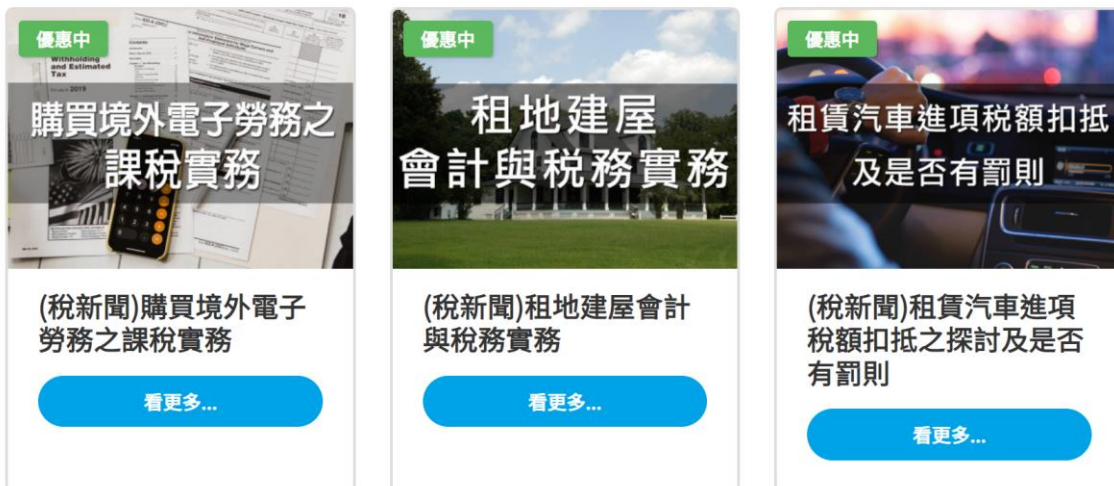 優惠中
Withholding
and Estimated
Tax
2019
購買境外電子勞務之
課稅實務
(稅新聞)購買境外電子
勞務之課稅實務
看更多...
優惠中
租地建屋
會計與稅務實務
(稅新聞)租地建屋會計
與稅務實務
看更多...
優惠中
租賃汽車進項稅額扣抵
及是否有罰則
(稅新聞)租賃汽車進項
稅額扣抵之探討及是否
有罰則
看更多...